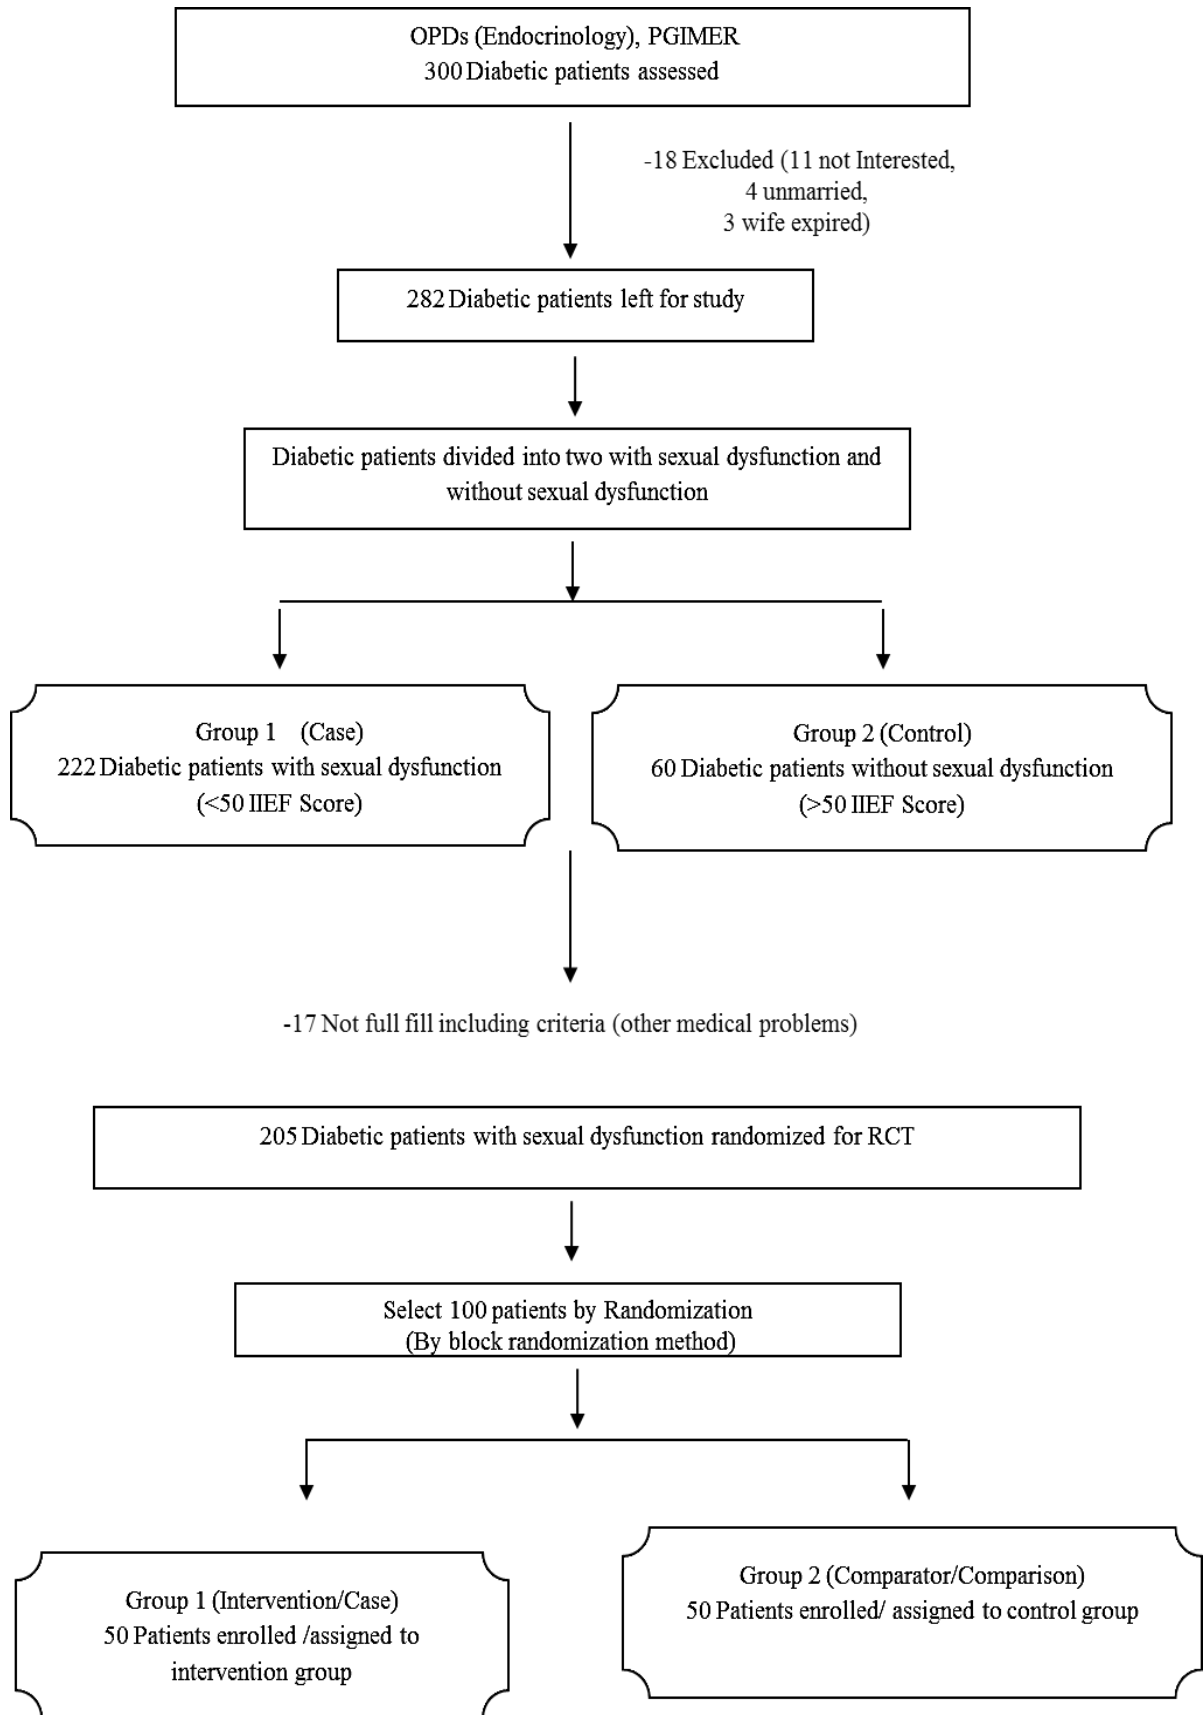 OPDs (Endocrinology), PGIMER
300 Diabetic patients assessed
-18 Excluded (11 not Interested,
4 unmarried,
3 wife expired)
282 Diabetic patients left for study
Diabetic patients divided into two with sexual dysfunction and
without sexual dysfunction
Group 1 (Case)
222 Diabetic patients with sexual dysfunction
(<50 IIEF Score)
Group 2 (Control)
60 Diabetic patients without sexual dysfunction
(>50 IIEF Score)
-17 Not full fill including criteria (other medical problems)
205 Diabetic patients with sexual dysfunction randomized for RCT
Select 100 patients by Randomization
(By block randomization method)
Group 1 (Intervention/Case)
50 Patients enrolled /assigned to
intervention group
Group 2 (Comparator/Comparison)
50 Patients enrolled/ assigned to control group